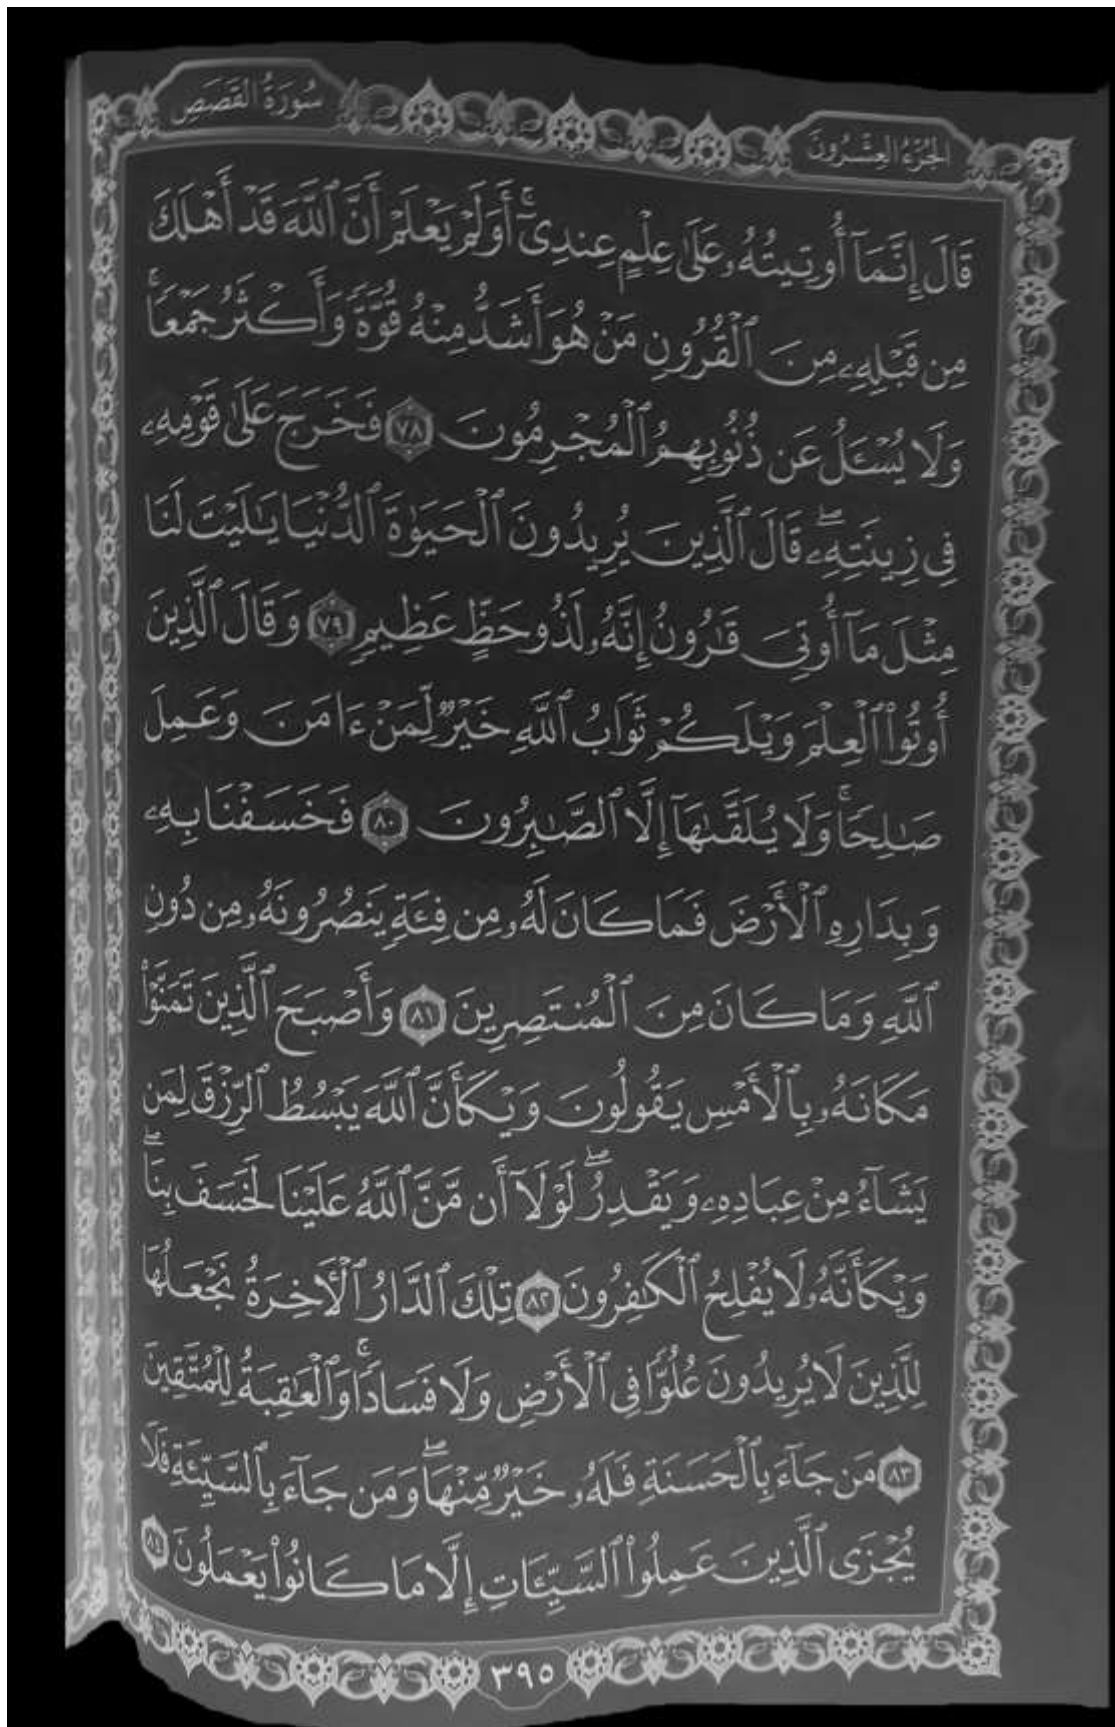 سُورَةُ القَصَصِ
الجُزْءُ العِشْرُونَ
قَالَ إِنَّمَآ أُوتِيتُهُۥ عَلَىٰ عِلْمٍ عِندِىٓ ۚ أَوَلَمْ يَعْلَمْ أَنَّ ٱللَّهَ قَدْ أَهْلَكَ
مِن قَبْلِهِۦ مِنَ ٱلْقُرُونِ مَنْ هُوَ أَشَدُّ مِنْهُ قُوَّةً وَأَكْثَرُ جَمْعًا ۚ
وَلَا يُسْـَٔلُ عَن ذُنُوبِهِمُ ٱلْمُجْرِمُونَ ٧٨ فَخَرَجَ عَلَىٰ قَوْمِهِۦ
فِى زِينَتِهِۦ ۖ قَالَ ٱلَّذِينَ يُرِيدُونَ ٱلْحَيَوٰةَ ٱلدُّنْيَا يَـٰلَيْتَ لَنَا
مِثْلَ مَآ أُوتِىَ قَـٰرُونُ إِنَّهُۥ لَذُو حَظٍّ عَظِيمٍ ٧٩ وَقَالَ ٱلَّذِينَ
أُوتُوا۟ ٱلْعِلْمَ وَيْلَكُمْ ثَوَابُ ٱللَّهِ خَيْرٌ لِّمَنْ ءَامَنَ وَعَمِلَ
صَـٰلِحًا ۚ وَلَا يُلَقَّىٰهَآ إِلَّا ٱلصَّـٰبِرُونَ ٨٠ فَخَسَفْنَا بِهِۦ
وَبِدَارِهِ ٱلْأَرْضَ فَمَا كَانَ لَهُۥ مِن فِئَةٍ يَنصُرُونَهُۥ مِن دُونِ
ٱللَّهِ وَمَا كَانَ مِنَ ٱلْمُنتَصِرِينَ ٨١ وَأَصْبَحَ ٱلَّذِينَ تَمَنَّوْا۟
مَكَانَهُۥ بِٱلْأَمْسِ يَقُولُونَ وَيْكَأَنَّ ٱللَّهَ يَبْسُطُ ٱلرِّزْقَ لِمَن
يَشَآءُ مِنْ عِبَادِهِۦ وَيَقْدِرُ ۖ لَوْلَآ أَن مَّنَّ ٱللَّهُ عَلَيْنَا لَخَسَفَ بِنَا ۖ
وَيْكَأَنَّهُۥ لَا يُفْلِحُ ٱلْكَـٰفِرُونَ ٨٢ تِلْكَ ٱلدَّارُ ٱلْـَٔاخِرَةُ نَجْعَلُهَا
لِلَّذِينَ لَا يُرِيدُونَ عُلُوًّا فِى ٱلْأَرْضِ وَلَا فَسَادًا ۚ وَٱلْعَـٰقِبَةُ لِلْمُتَّقِينَ
٨٣ مَن جَآءَ بِٱلْحَسَنَةِ فَلَهُۥ خَيْرٌ مِّنْهَا ۖ وَمَن جَآءَ بِٱلسَّيِّئَةِ فَلَا
يُجْزَى ٱلَّذِينَ عَمِلُوا۟ ٱلسَّيِّـَٔاتِ إِلَّا مَا كَانُوا۟ يَعْمَلُونَ ٨٤
٣٩٥